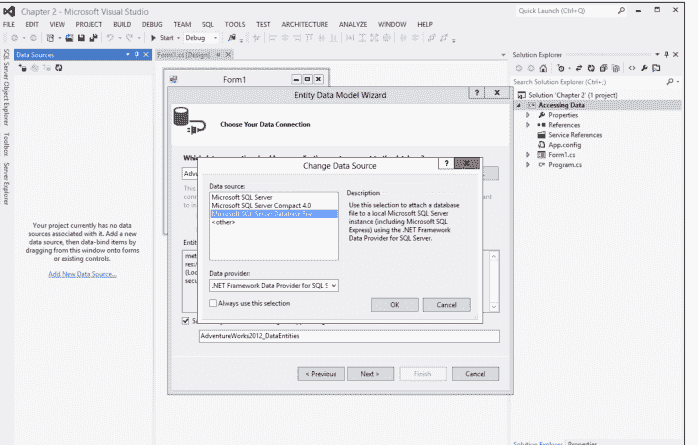 Chapter 2 - Microsoft Visual Studio
Quick Launch (Ctrl+Q)
FILE EDIT VIEW PROJECT BUILD DEBUG TEAM SQL TOOLS TEST ARCHITECTURE ANALYZE WINDOW HELP
Start Debug
SQL Server Object Explorer
Toolbox
Server Explorer
Data Sources
Your project currently has no data
sources associated with it. Add a new
data source, then data-bind items by
dragging from this window onto forms
or existing controls.
Add New Data Source...
Form1.cs [Design]
Form1
Entity Data Model Wizard
? X
Choose Your Data Connection
Change Data Source
?
Data source:
Microsoft SQL Server
Microsoft SQL Server Compact 4.0
Microsoft SQL Server Database File
<other>
Description
Use this selection to attach a database
file to a local Microsoft SQL Server
instance (including Microsoft SQL
Express) using the .NET Framework
Data Provider for SQL Server.
Data provider:
.NET Framework Data Provider for SQL S
Always use this selection
OK Cancel
AdventureWorks2012_DataEntities
< Previous Next > Finish Cancel
Solution Explorer
Search Solution Explorer (Ctrl+;)
Solution 'Chapter 2' (1 project)
Accessing Data
Properties
References
Service References
App.config
Form1.cs
Program.cs
Solution Explorer Properties